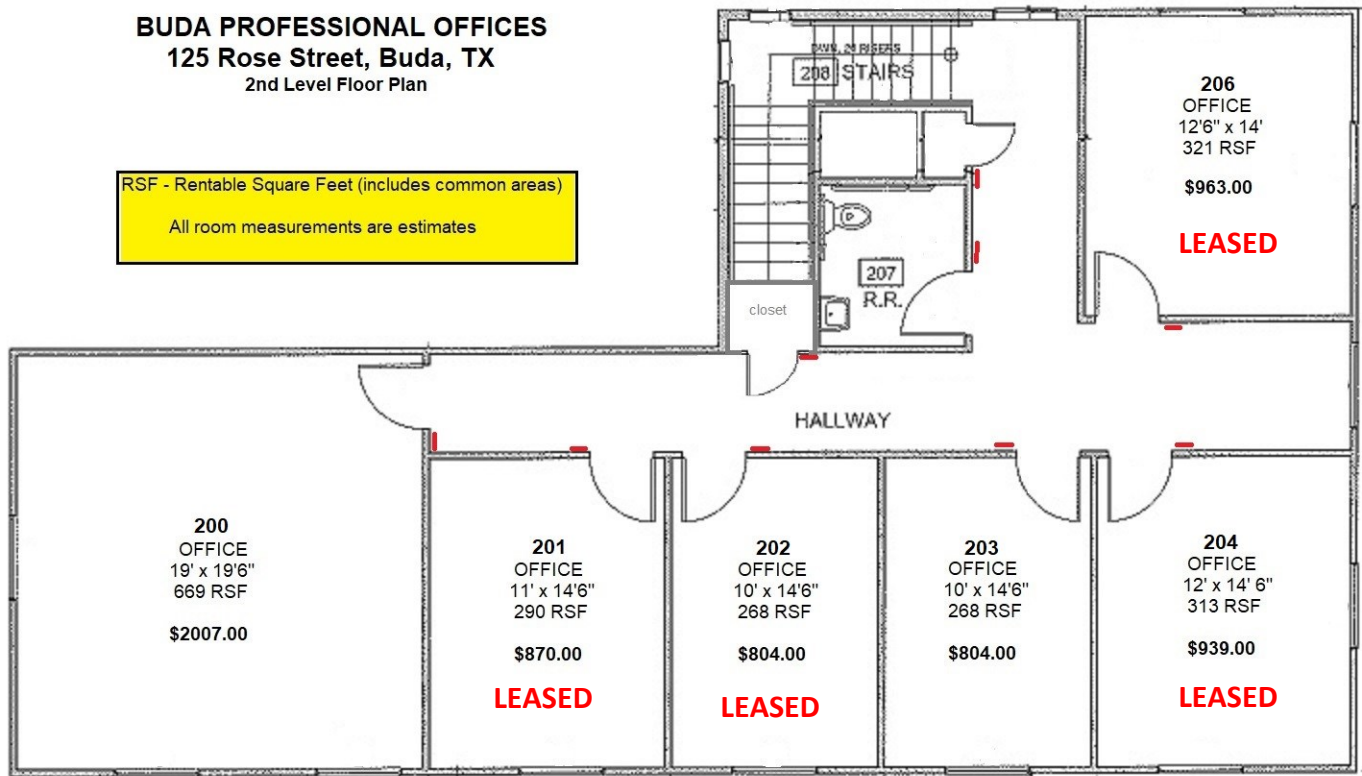 BUDA PROFESSIONAL OFFICES
125 Rose Street, Buda, TX
2nd Level Floor Plan
RSF - Rentable Square Feet (includes common areas)
All room measurements are estimates
DWN, 20 RISERS
208 STAIRS
206
OFFICE
12'6" x 14'
321 RSF
$963.00
LEASED
207
R.R.
closet
HALLWAY
200
OFFICE
19' x 19'6"
669 RSF
$2007.00
201
OFFICE
11' x 14'6"
290 RSF
$870.00
LEASED
202
OFFICE
10' x 14'6"
268 RSF
$804.00
LEASED
203
OFFICE
10' x 14'6"
268 RSF
$804.00
204
OFFICE
12' x 14' 6"
313 RSF
$939.00
LEASED